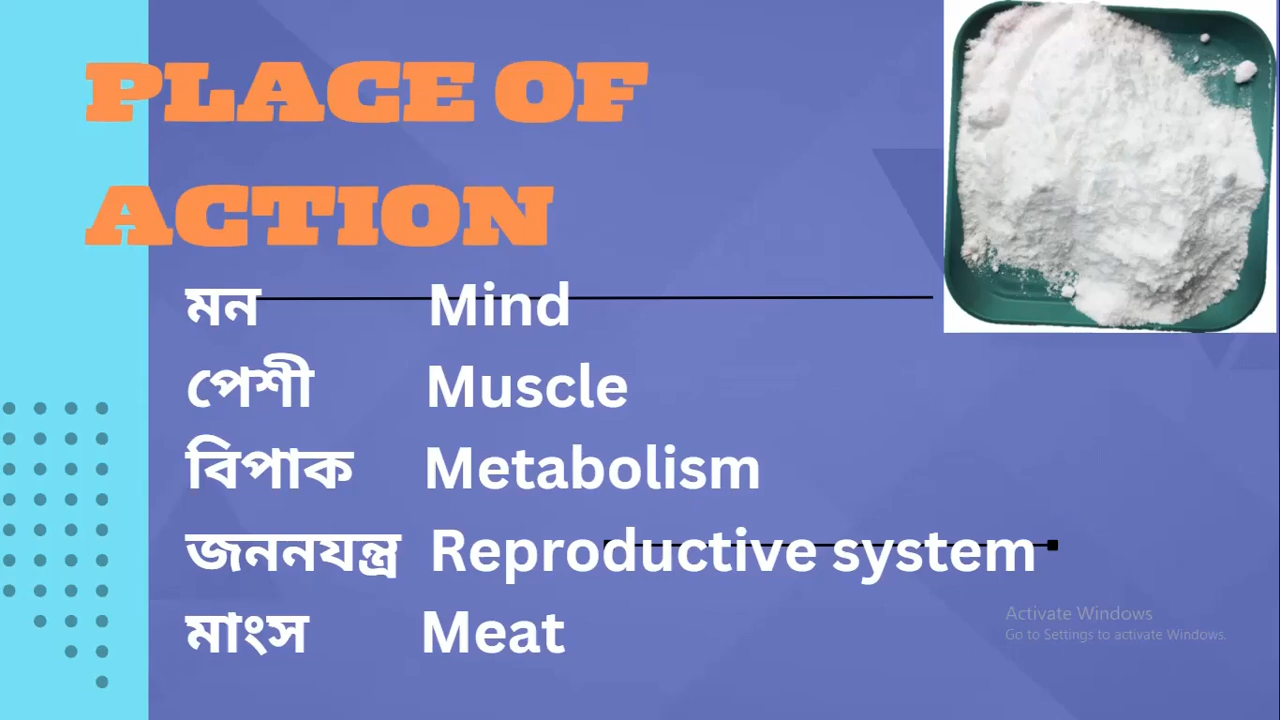 PLACE OF
ACTION
মন Mind
পেশী Muscle
বিপাক Metabolism
জননযন্ত্র Reproductive system
মাংস Meat
Activate Windows
Go to Settings to activate Windows.